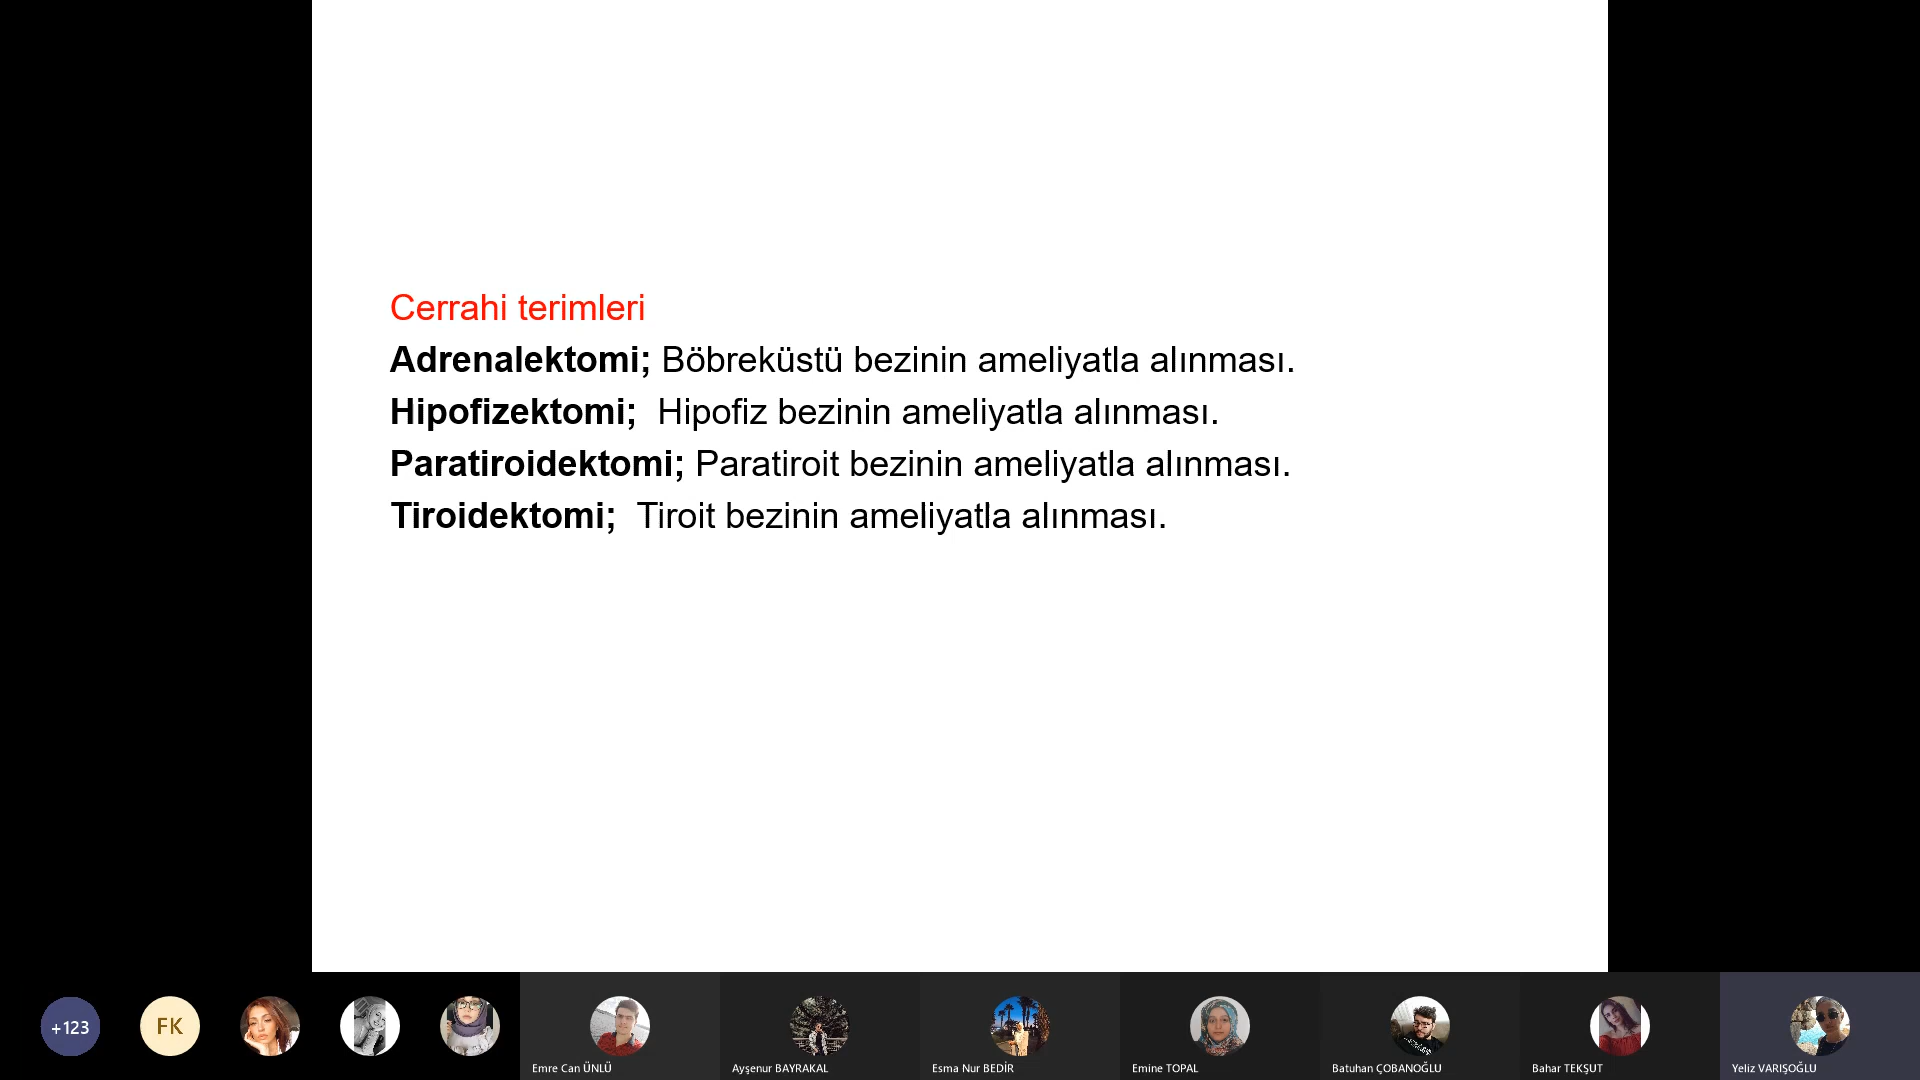 Cerrahi terimleri
Adrenalektomi; Böbreküstü bezinin ameliyatla alınması.
Hipofizektomi;  Hipofiz bezinin ameliyatla alınması.
Paratiroidektomi; Paratiroit bezinin ameliyatla alınması.
Tiroidektomi;  Tiroit bezinin ameliyatla alınması.
+123
FK
Emre Can ÜNLÜ
Ayşenur BAYRAKAL
Esma Nur BEDİR
Emine TOPAL
Batuhan ÇOBANOĞLU
Bahar TEKŞUT
Yeliz VARIŞOĞLU